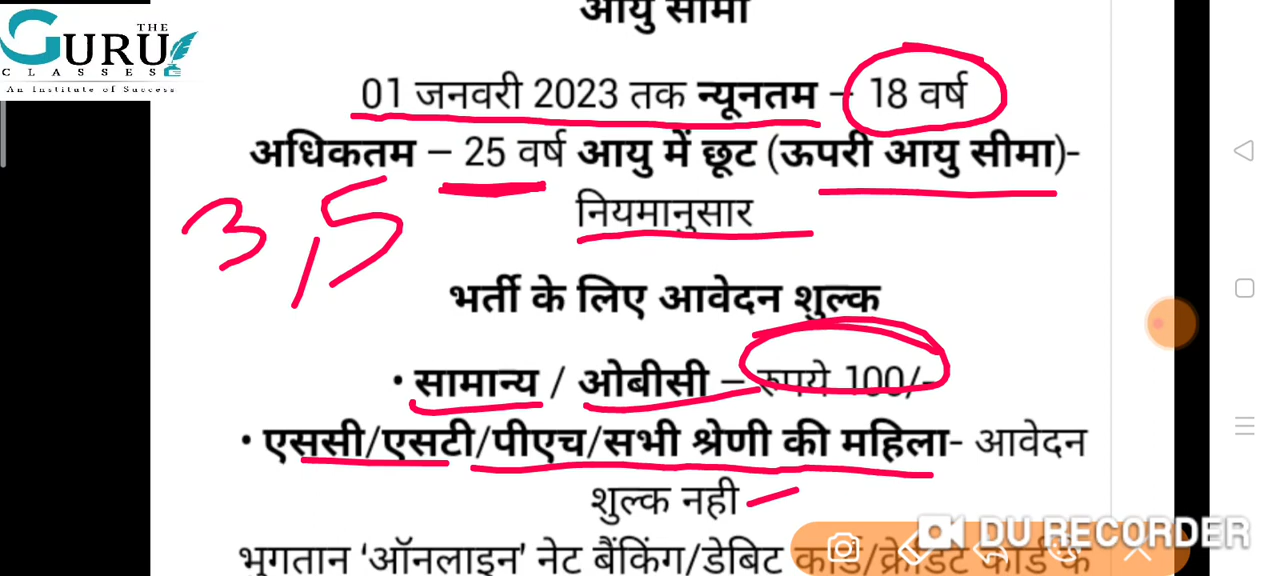 आयु सीमा
THE
GURU
CLASSES
An Institute of Success
01 जनवरी 2023 तक न्यूनतम – 18 वर्ष
अधिकतम – 25 वर्ष आयु में छूट (ऊपरी आयु सीमा)-
नियमानुसार
3,5
भर्ती के लिए आवेदन शुल्क
• सामान्य / ओबीसी – रुपये 100/-
• एससी/एसटी/पीएच/सभी श्रेणी की महिला- आवेदन
शुल्क नही
DU RECORDER
भुगतान ‘ऑनलाइन’ नेट बैंकिंग/डेबिट कार्ड/क्रेडिट कार्ड के